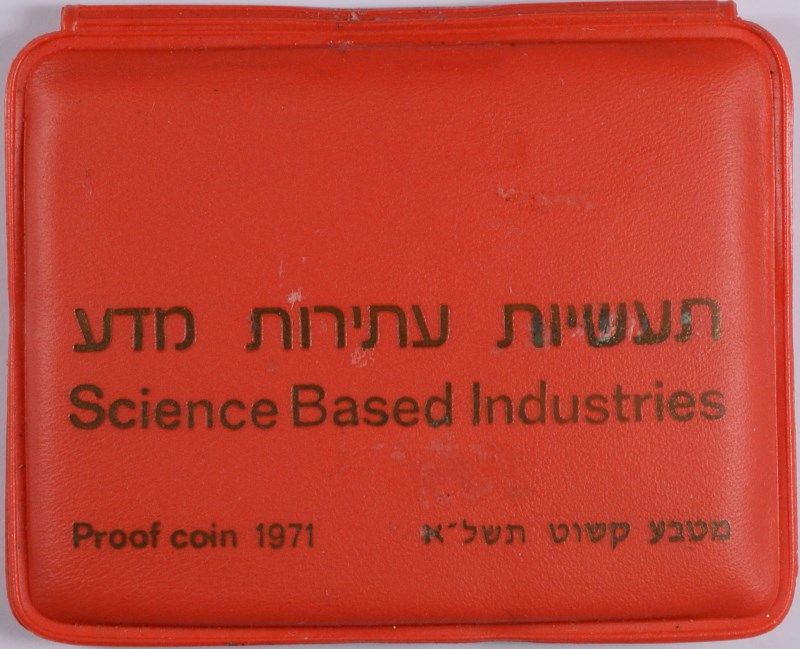 תעשיות עתירות מדע
Science Based Industries
Proof coin 1971 מטבע קשוט תשל״א